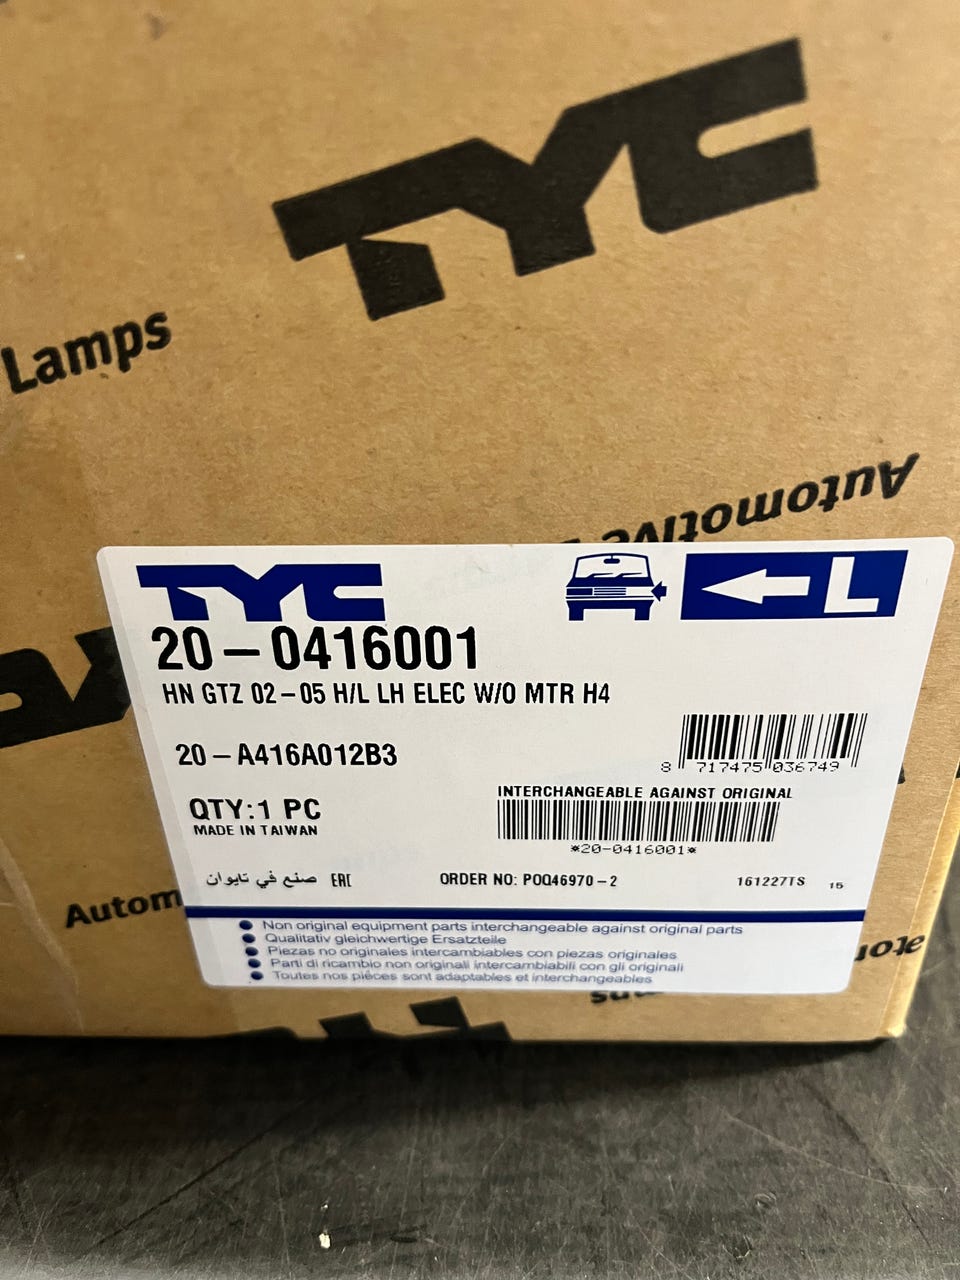 TYC
Lamps
Automotive
TYC
L
20-0416001
HN GTZ 02-05 H/L LH ELEC W/O MTR H4
20-A416A012B3
8 717475 036749
QTY:1 PC
INTERCHANGEABLE AGAINST ORIGINAL
MADE IN TAIWAN
*20-0416001*
صنع في تايوان EAC ORDER NO: P0Q46970-2 161227TS 15
Autom
Non original equipment parts interchangeable against original parts
Qualitativ gleichwertige Ersatzteile
Piezas no originales intercambiables con piezas originales
Parti di ricambio non originali intercambiabili con gli originali
Toutes nos piéces sont adaptables et interchangeables